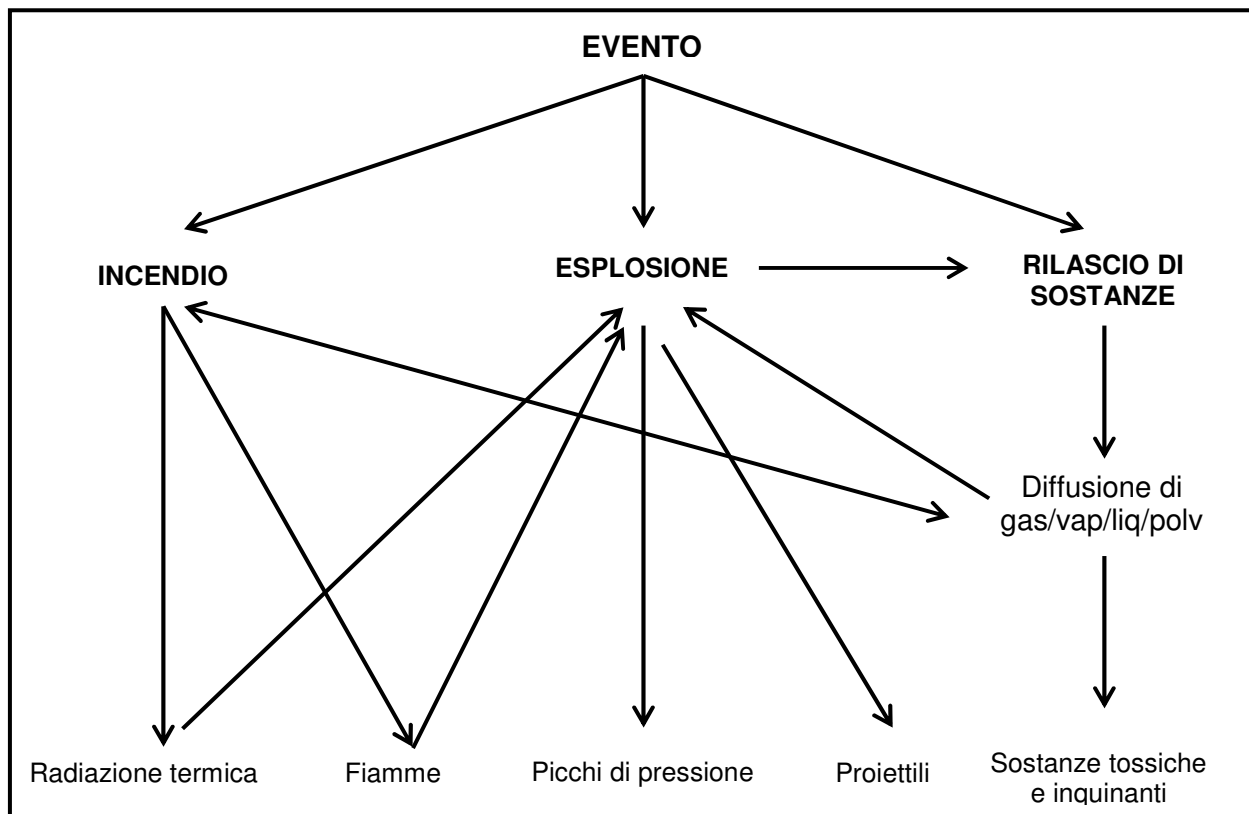 EVENTO
INCENDIO
ESPLOSIONE
RILASCIO DI
SOSTANZE
Diffusione di
gas/vap/liq/polv
Radiazione termica
Fiamme
Picchi di pressione
Proiettili
Sostanze tossiche
e inquinanti